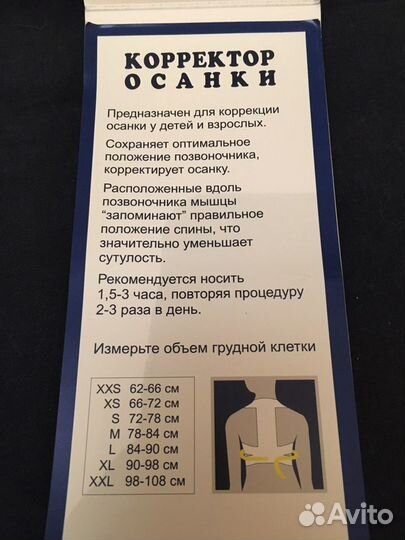 КОРРЕКТОР
ОСАНКИ
Предназначен для коррекции
осанки у детей и взрослых.
Сохраняет оптимальное
положение позвоночника,
корректирует осанку.
Расположенные вдоль
позвоночника мышцы
“запоминают” правильное
положение спины, что
значительно уменьшает
сутулость.
Рекомендуется носить
1,5-3 часа, повторяя процедуру
2-3 раза в день.
Измерьте объем грудной клетки
XXS 62-66 см
XS 66-72 см
S 72-78 см
M 78-84 см
L 84-90 см
XL 90-98 см
XXL 98-108 см
Avito